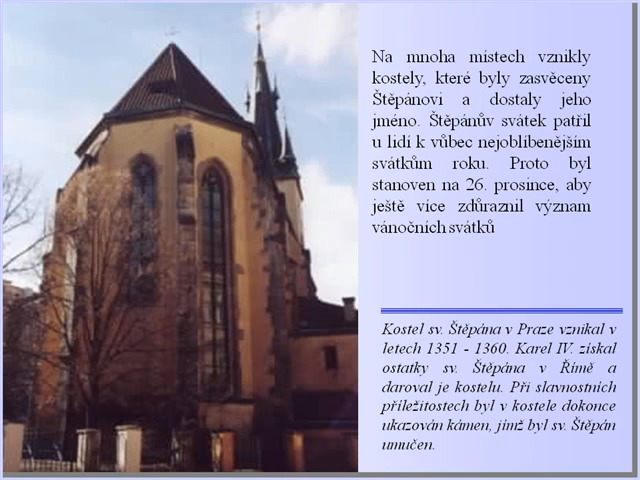 Na mnoha místech vznikly
kostely, které byly zasvěceny
Štěpánovi a dostaly jeho
jméno. Štěpánův svátek patřil
u lidí k vůbec nejoblíbenějším
svátkům roku. Proto byl
stanoven na 26. prosince, aby
ještě více zdůraznil význam
vánočních svátků
Kostel sv. Štěpána v Praze vznikal v
letech 1351 - 1360. Karel IV. získal
ostatky sv. Štěpána v Římě a
daroval je kostelu. Při slavnostních
příležitostech byl v kostele dokonce
ukazován kámen, jímž byl sv. Štěpán
umučen.